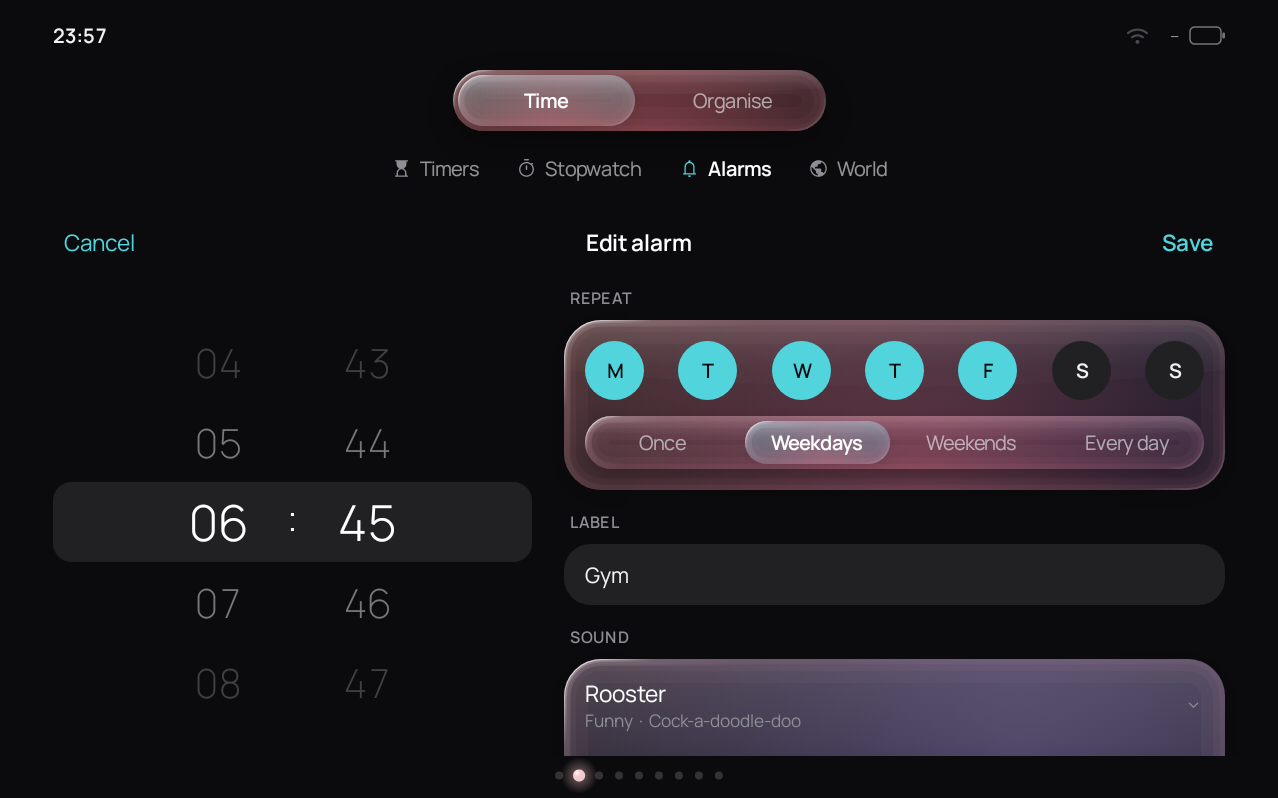 23:57
Time Organise
Timers Stopwatch Alarms World
Cancel Edit alarm Save
REPEAT
M T W T F S S
Once Weekdays Weekends Every day
04 43
05 44
06 : 45
07 46
08 47
LABEL
Gym
SOUND
Rooster
Funny · Cock-a-doodle-doo